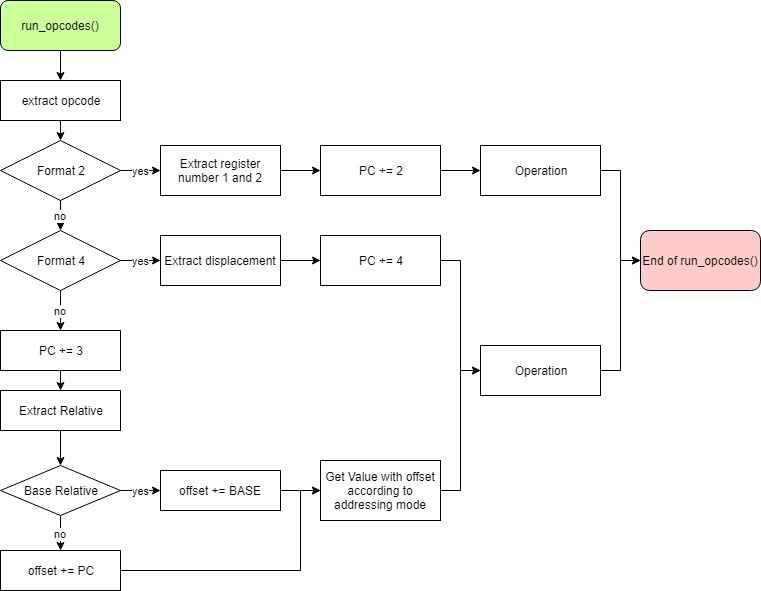 run_opcodes()
extract opcode
Format 2
yes
Extract register
number 1 and 2
PC += 2
Operation
no
Format 4
yes
Extract displacement
PC += 4
End of run_opcodes()
no
PC += 3
Operation
Extract Relative
Base Relative
yes
offset += BASE
Get Value with offset
according to
addressing mode
no
offset += PC